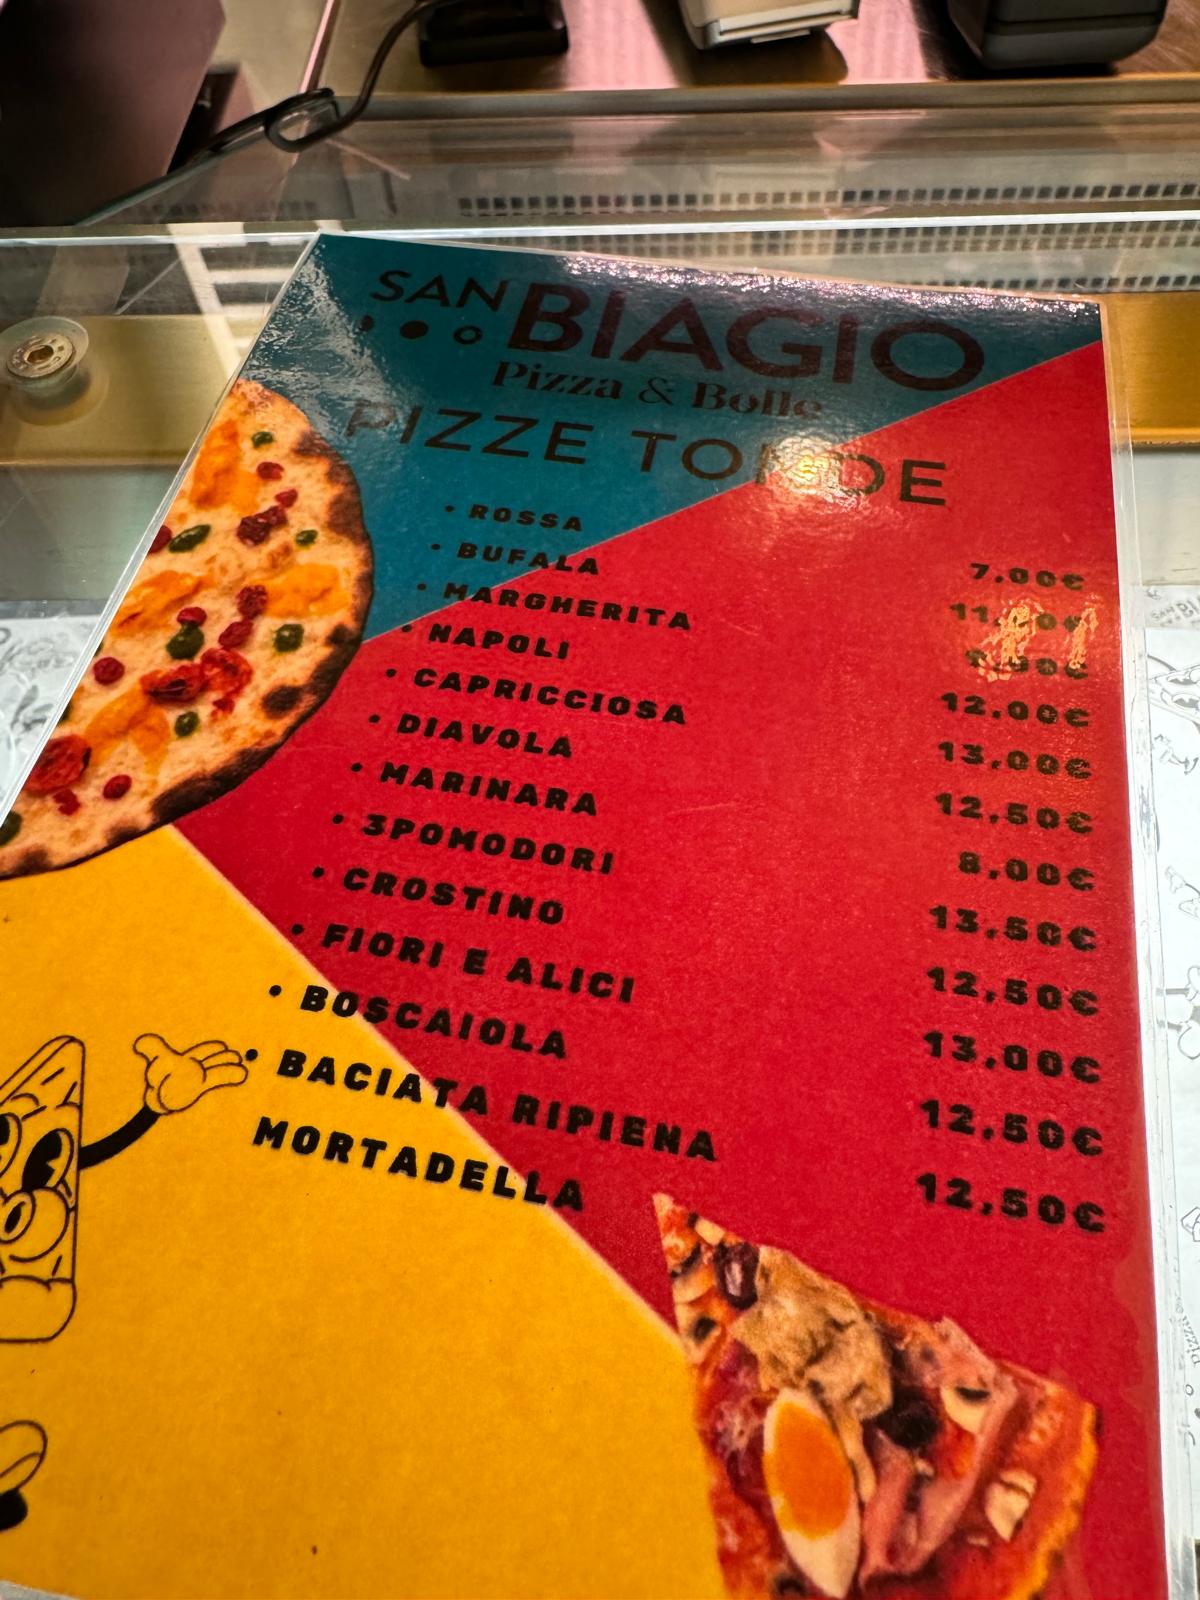 SAN BIAGIO
Pizza & Bolle
PIZZE TONDE
• ROSSA 7,00€
• BUFALA
• MARGHERITA
• NAPOLI 12,00€
• CAPRICCIOSA 13,00€
• DIAVOLA 12,50€
• MARINARA 8,00€
• 3POMODORI 13,50€
• CROSTINO 12,50€
• FIORI E ALICI 13,00€
• BOSCAIOLA 12,50€
• BACIATA RIPIENA 12,50€
MORTADELLA